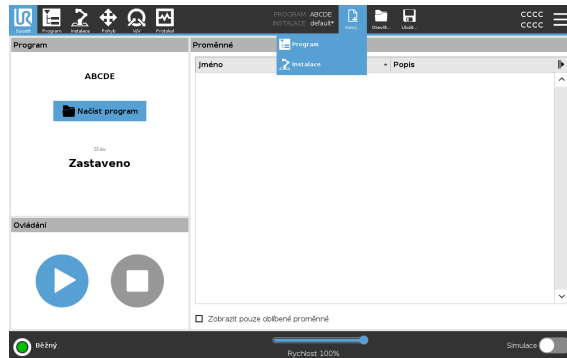 Spustit Program Instalace Pohyb V/V Protokol
PROGRAM ABCDE
INSTALACE default*
Nový... Otevřít... Uložit...
CCCC
CCCC
Program
Proměnné
Program
Instalace
Jméno Popis
ABCDE
Načíst program
Stav
Zastaveno
Ovládání
Zobrazit pouze oblíbené proměnné
Běžný
Rychlost 100%
Simulace